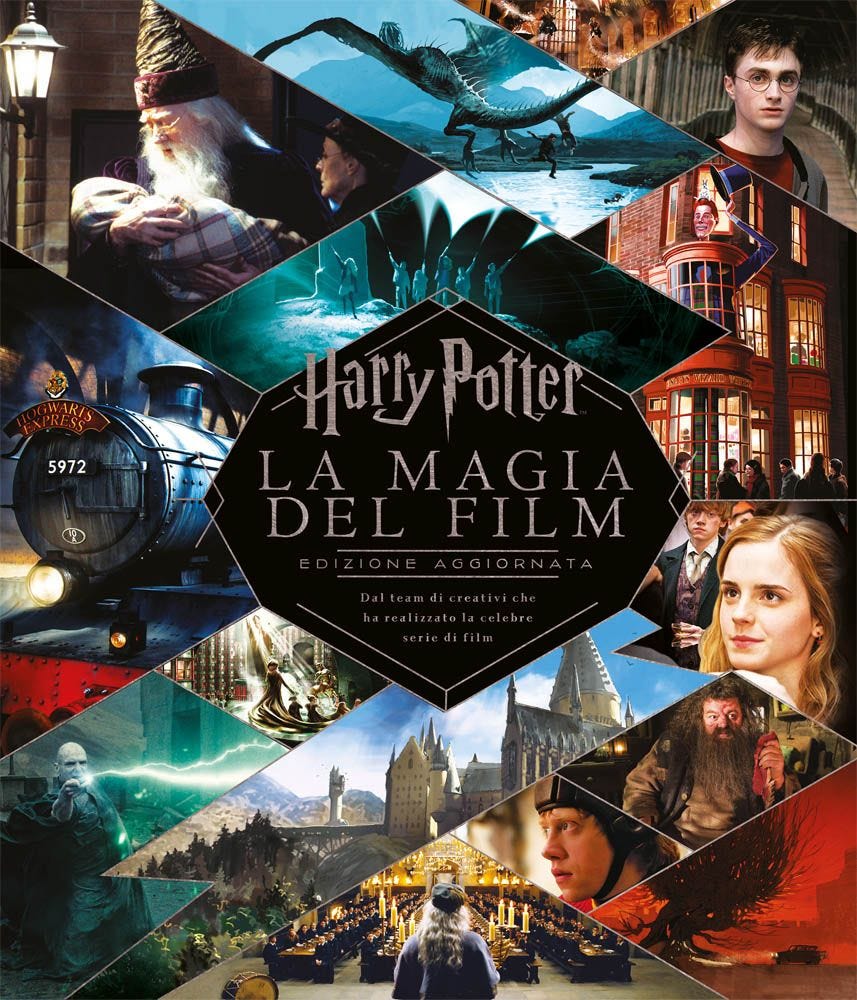 Harry Potter
TM
LA MAGIA
DEL FILM
EDIZIONE AGGIORNATA
Dal team di creativi che
ha realizzato la celebre
serie di film
HOGWARTS
EXPRESS
5972